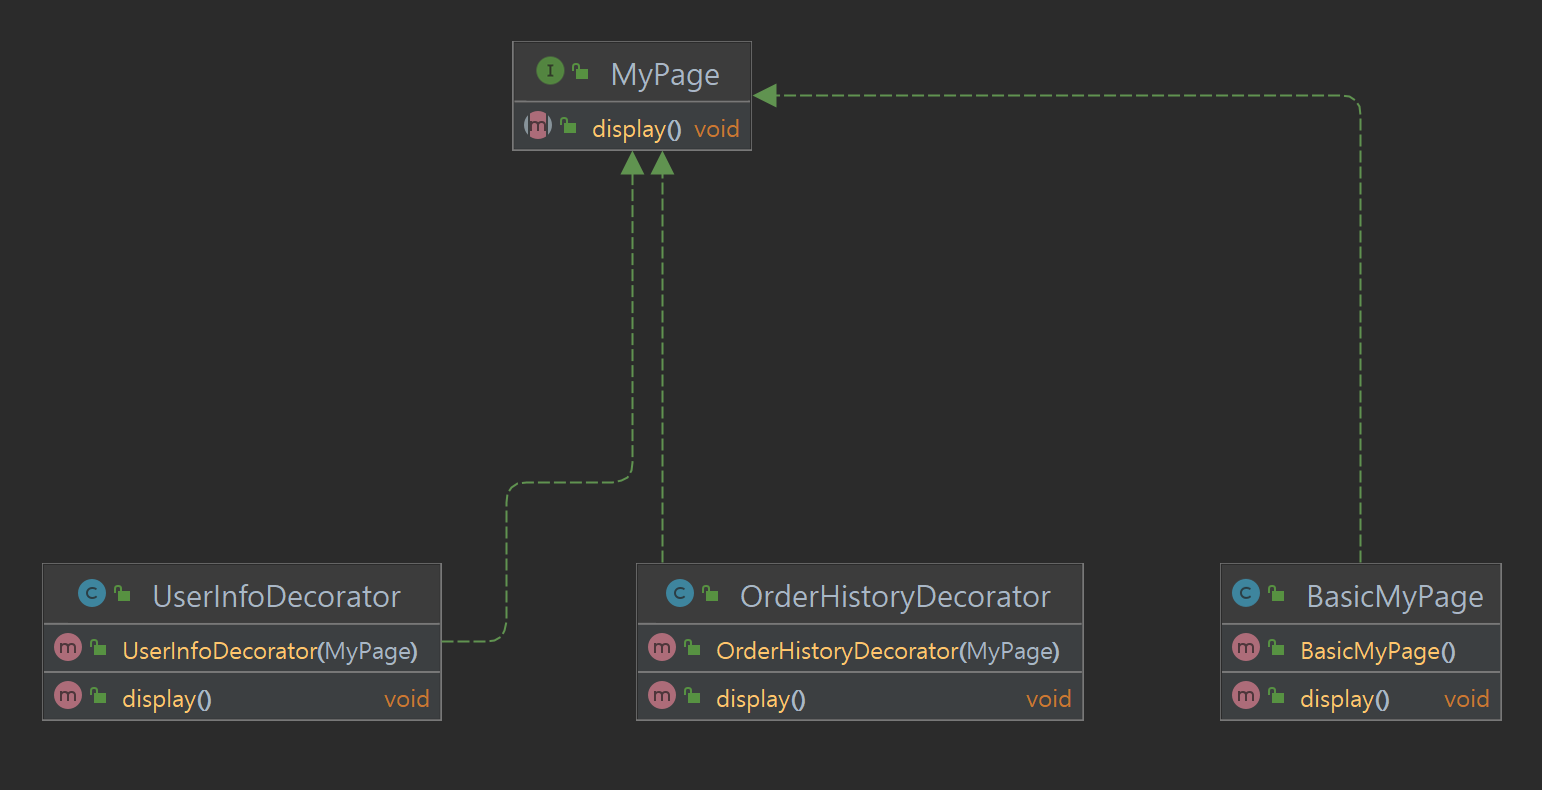 I MyPage
m display() void
C UserInfoDecorator
m UserInfoDecorator(MyPage)
m display() void
C OrderHistoryDecorator
m OrderHistoryDecorator(MyPage)
m display() void
C BasicMyPage
m BasicMyPage()
m display() void